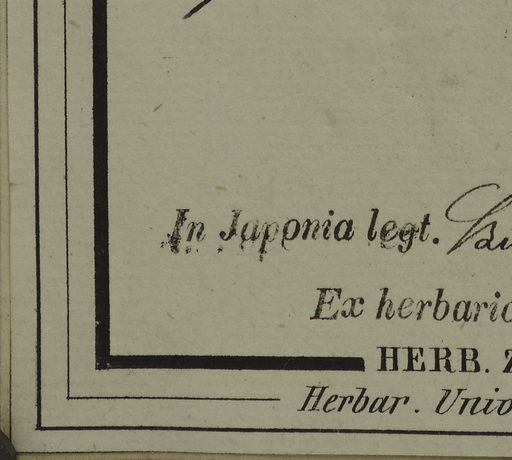 In Japonia legt.
Ex herbario
HERB. Z
Herbar. Univ